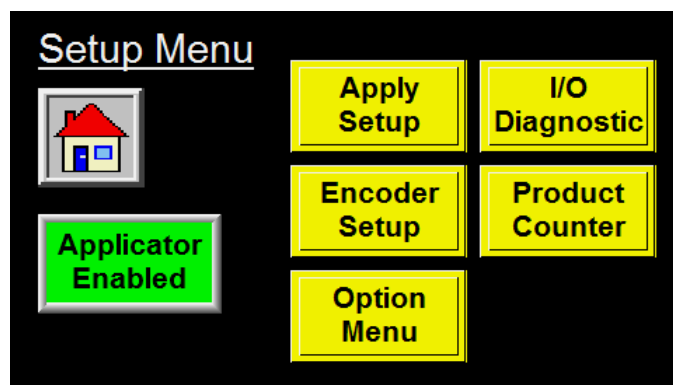 Setup Menu
Apply
Setup
I/O
Diagnostic
Encoder
Setup
Product
Counter
Applicator
Enabled
Option
Menu